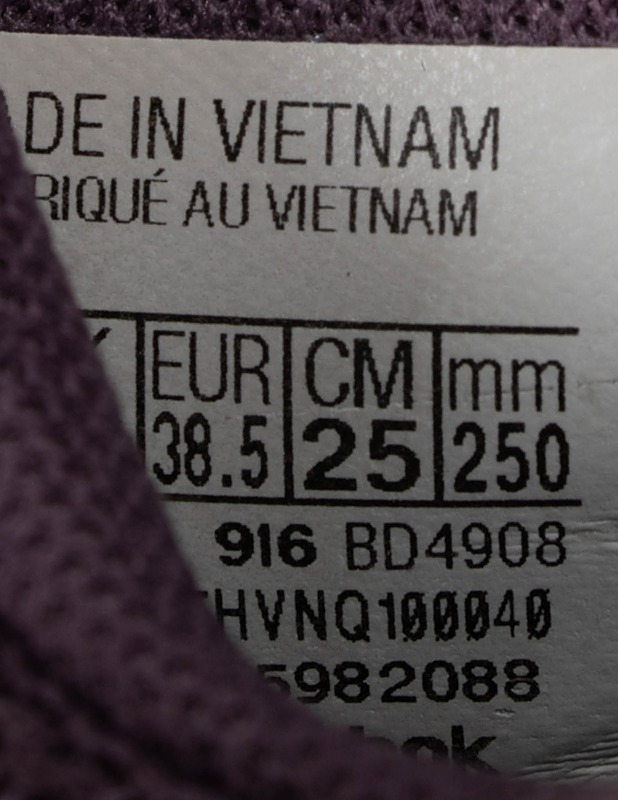 DE IN VIETNAM
RIQUÉ AU VIETNAM
EUR CM mm
38.5 25 250
916 BD4908
HVNQ100040
5982088